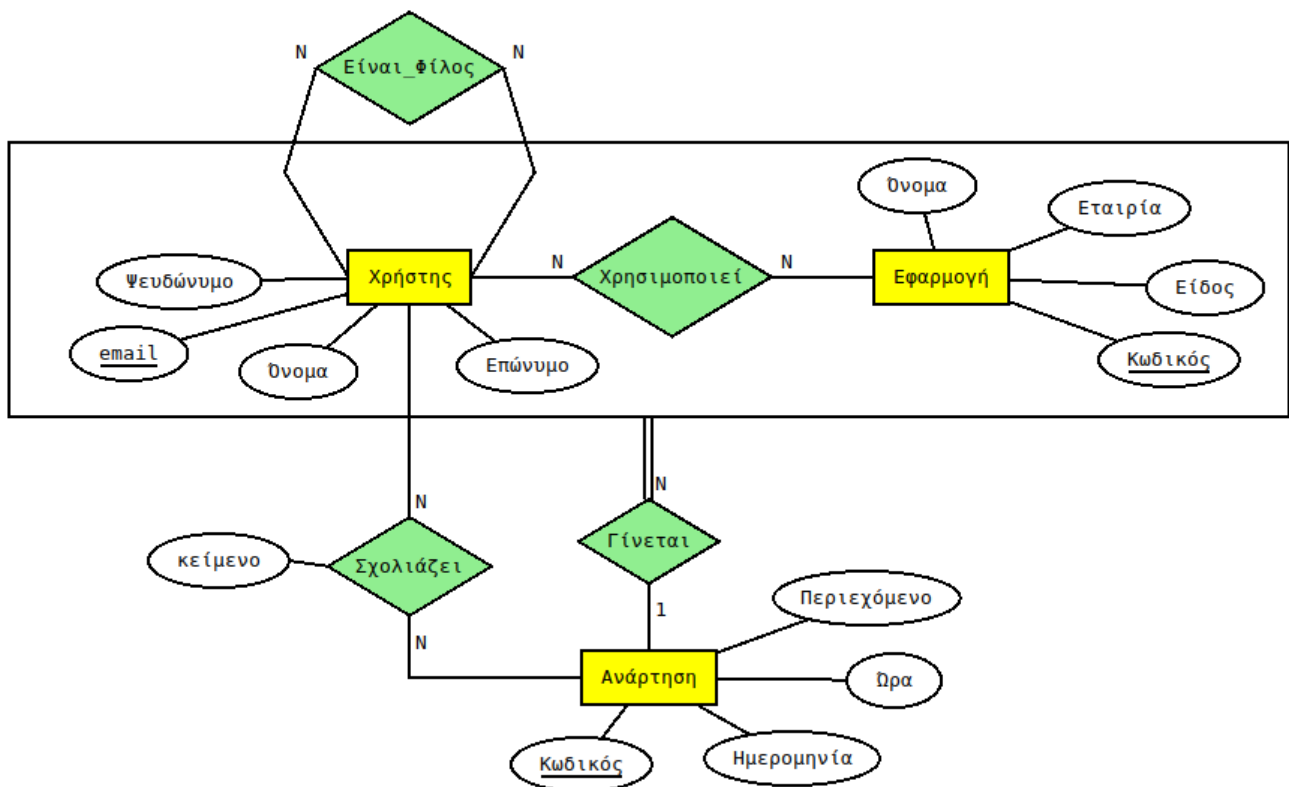 N
Είναι_Φίλος
N
Όνομα
Εταιρία
Ψευδώνυμο
Χρήστης
N
Χρησιμοποιεί
N
Εφαρμογή
Είδος
email
Όνομα
Επώνυμο
Κωδικός
N
N
κείμενο
Σχολιάζει
Γίνεται
Περιεχόμενο
1
N
Ανάρτηση
Ώρα
Κωδικός
Ημερομηνία